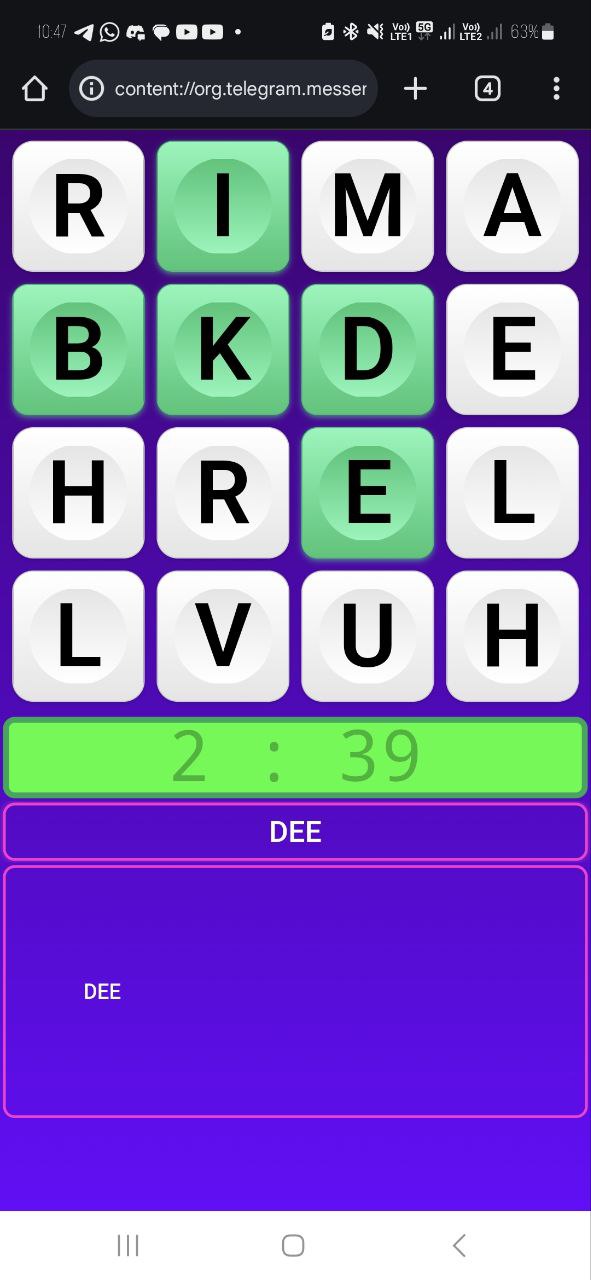 10:47 Vo) LTE1 5G Vo) LTE2 63%
content://org.telegram.messer 4
R I M A
B K D E
H R E L
L V U H
2 : 39
DEE
DEE